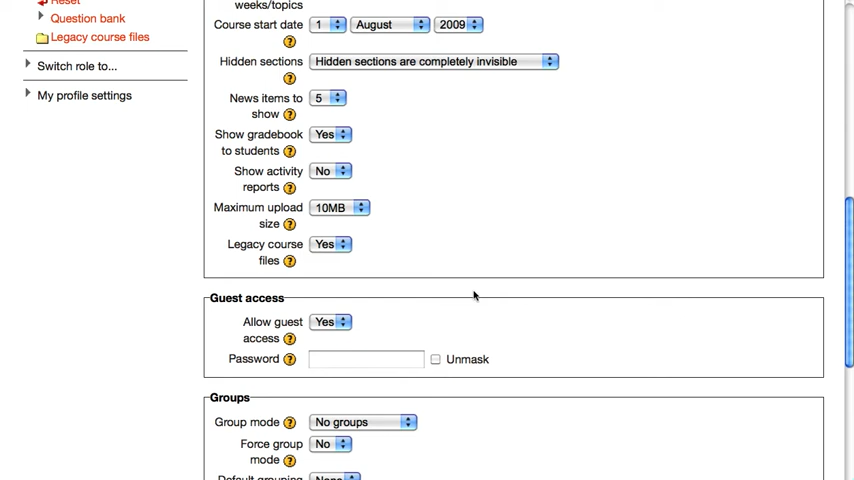 Reset
Question bank
Legacy course files
Switch role to...
My profile settings
weeks/topics
Course start date 1 August 2009
Hidden sections Hidden sections are completely invisible
News items to show 5
Show gradebook to students Yes
Show activity reports No
Maximum upload size 10MB
Legacy course files Yes
Guest access
Allow guest access Yes
Password Unmask
Groups
Group mode No groups
Force group mode No
Default grouping None